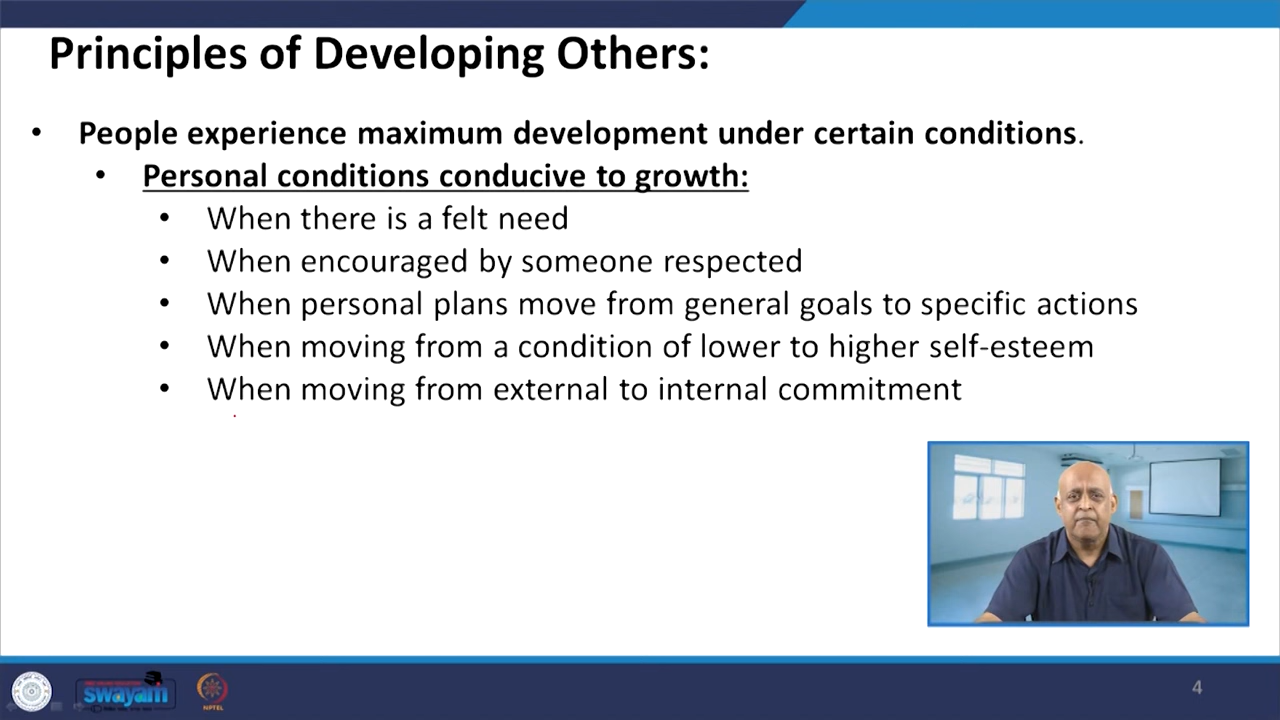 Principles of Developing Others:
• People experience maximum development under certain conditions.
• Personal conditions conducive to growth:
• When there is a felt need
• When encouraged by someone respected
• When personal plans move from general goals to specific actions
• When moving from a condition of lower to higher self-esteem
• When moving from external to internal commitment
swayam
NPTEL
4